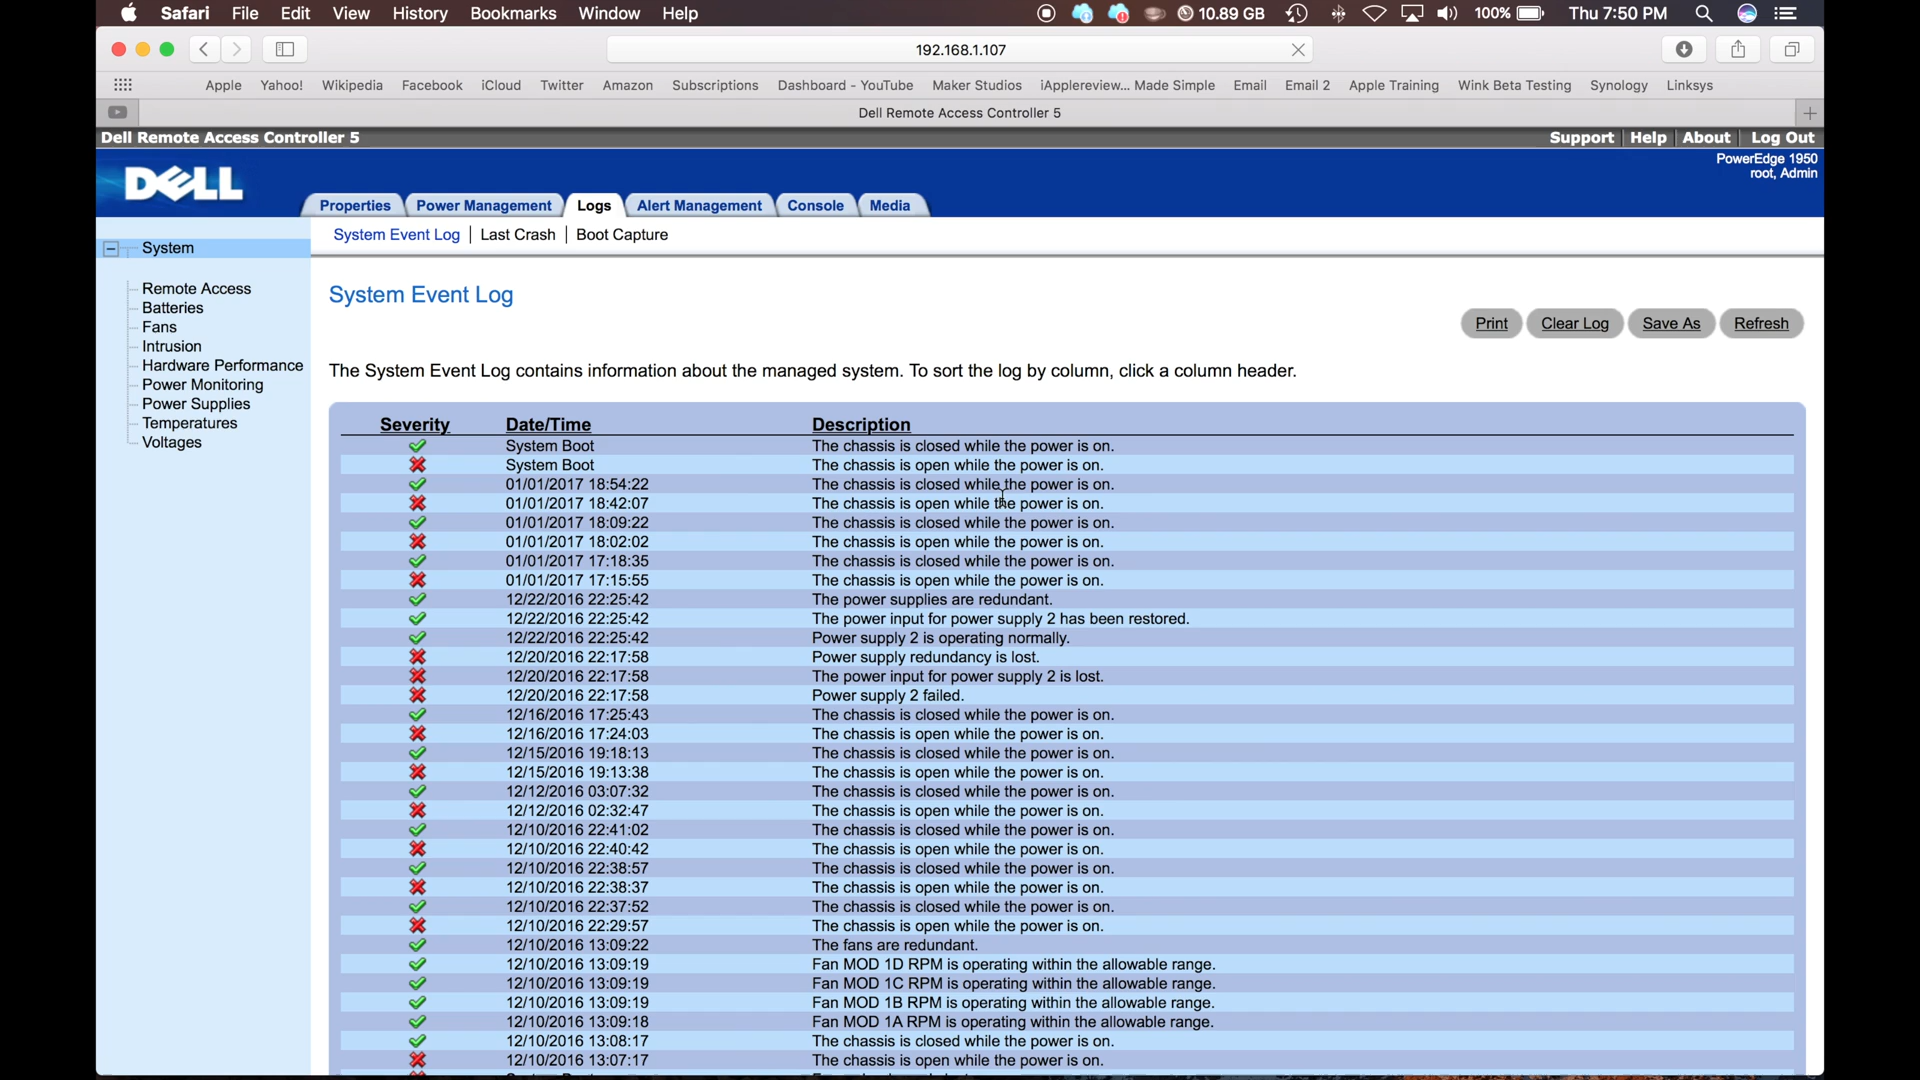 Safari File Edit View History Bookmarks Window Help 10.89 GB 100% Thu 7:50 PM
192.168.1.107
Apple Yahoo! Wikipedia Facebook iCloud Twitter Amazon Subscriptions Dashboard - YouTube Maker Studios iApplereview... Made Simple Email Email 2 Apple Training Wink Beta Testing Synology Linksys
Dell Remote Access Controller 5
Dell Remote Access Controller 5 Support Help About Log Out
PowerEdge 1950
root, Admin
DELL
Properties Power Management Logs Alert Management Console Media
System Event Log Last Crash Boot Capture
System
Remote Access
Batteries
Fans
Intrusion
Hardware Performance
Power Monitoring
Power Supplies
Temperatures
Voltages
System Event Log
Print Clear Log Save As Refresh
The System Event Log contains information about the managed system. To sort the log by column, click a column header.
Severity Date/Time Description
System Boot The chassis is closed while the power is on.
System Boot The chassis is open while the power is on.
01/01/2017 18:54:22 The chassis is closed while the power is on.
01/01/2017 18:42:07 The chassis is open while the power is on.
01/01/2017 18:09:22 The chassis is closed while the power is on.
01/01/2017 18:02:02 The chassis is open while the power is on.
01/01/2017 17:18:35 The chassis is closed while the power is on.
01/01/2017 17:15:55 The chassis is open while the power is on.
12/22/2016 22:25:42 The power supplies are redundant.
12/22/2016 22:25:42 The power input for power supply 2 has been restored.
12/22/2016 22:25:42 Power supply 2 is operating normally.
12/20/2016 22:17:58 Power supply redundancy is lost.
12/20/2016 22:17:58 The power input for power supply 2 is lost.
12/20/2016 22:17:58 Power supply 2 failed.
12/16/2016 17:25:43 The chassis is closed while the power is on.
12/16/2016 17:24:03 The chassis is open while the power is on.
12/15/2016 19:18:13 The chassis is closed while the power is on.
12/15/2016 19:13:38 The chassis is open while the power is on.
12/12/2016 03:07:32 The chassis is closed while the power is on.
12/12/2016 02:32:47 The chassis is open while the power is on.
12/10/2016 22:41:02 The chassis is closed while the power is on.
12/10/2016 22:40:42 The chassis is open while the power is on.
12/10/2016 22:38:57 The chassis is closed while the power is on.
12/10/2016 22:38:37 The chassis is open while the power is on.
12/10/2016 22:37:52 The chassis is closed while the power is on.
12/10/2016 22:29:57 The chassis is open while the power is on.
12/10/2016 13:09:22 The fans are redundant.
12/10/2016 13:09:19 Fan MOD 1D RPM is operating within the allowable range.
12/10/2016 13:09:19 Fan MOD 1C RPM is operating within the allowable range.
12/10/2016 13:09:19 Fan MOD 1B RPM is operating within the allowable range.
12/10/2016 13:09:18 Fan MOD 1A RPM is operating within the allowable range.
12/10/2016 13:08:17 The chassis is closed while the power is on.
12/10/2016 13:07:17 The chassis is open while the power is on.